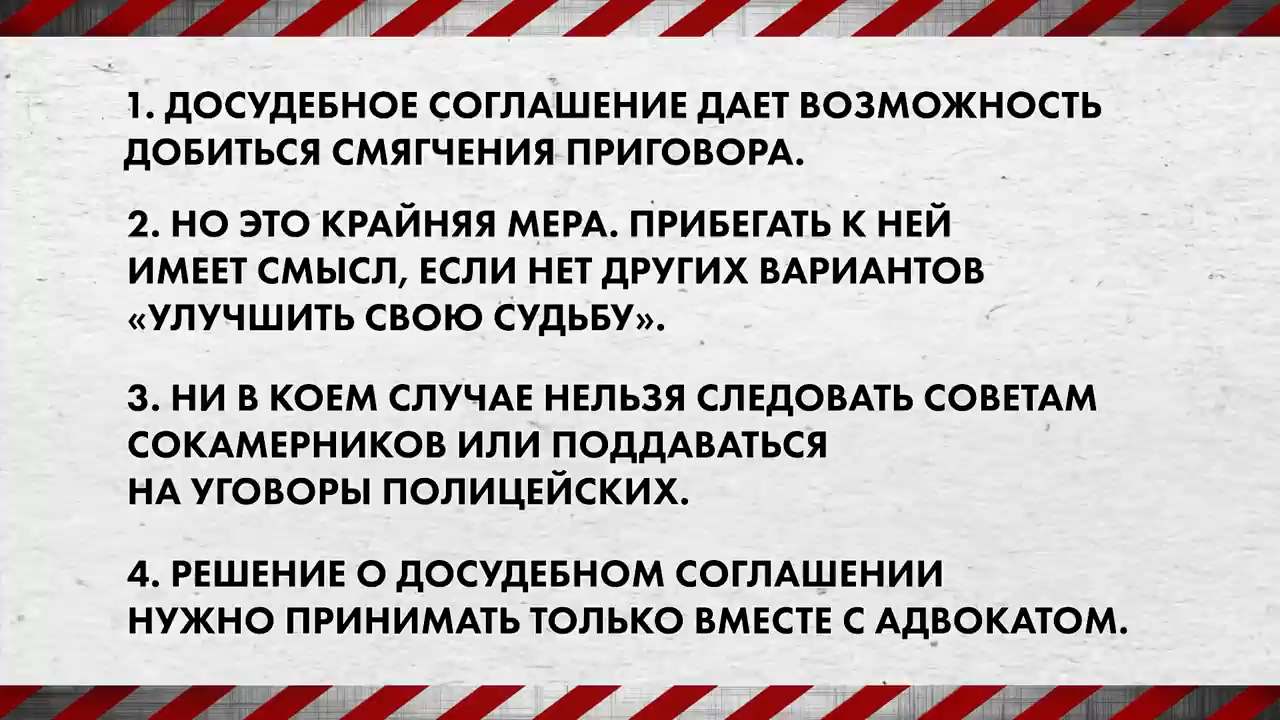 1. ДОСУДЕБНОЕ СОГЛАШЕНИЕ ДАЕТ ВОЗМОЖНОСТЬ
ДОБИТЬСЯ СМЯГЧЕНИЯ ПРИГОВОРА.
2. НО ЭТО КРАЙНЯЯ МЕРА. ПРИБЕГАТЬ К НЕЙ
ИМЕЕТ СМЫСЛ, ЕСЛИ НЕТ ДРУГИХ ВАРИАНТОВ
«УЛУЧШИТЬ СВОЮ СУДЬБУ».
3. НИ В КОЕМ СЛУЧАЕ НЕЛЬЗЯ СЛЕДОВАТЬ СОВЕТАМ
СОКАМЕРНИКОВ ИЛИ ПОДДАВАТЬСЯ
НА УГОВОРЫ ПОЛИЦЕЙСКИХ.
4. РЕШЕНИЕ О ДОСУДЕБНОМ СОГЛАШЕНИИ
НУЖНО ПРИНИМАТЬ ТОЛЬКО ВМЕСТЕ С АДВОКАТОМ.